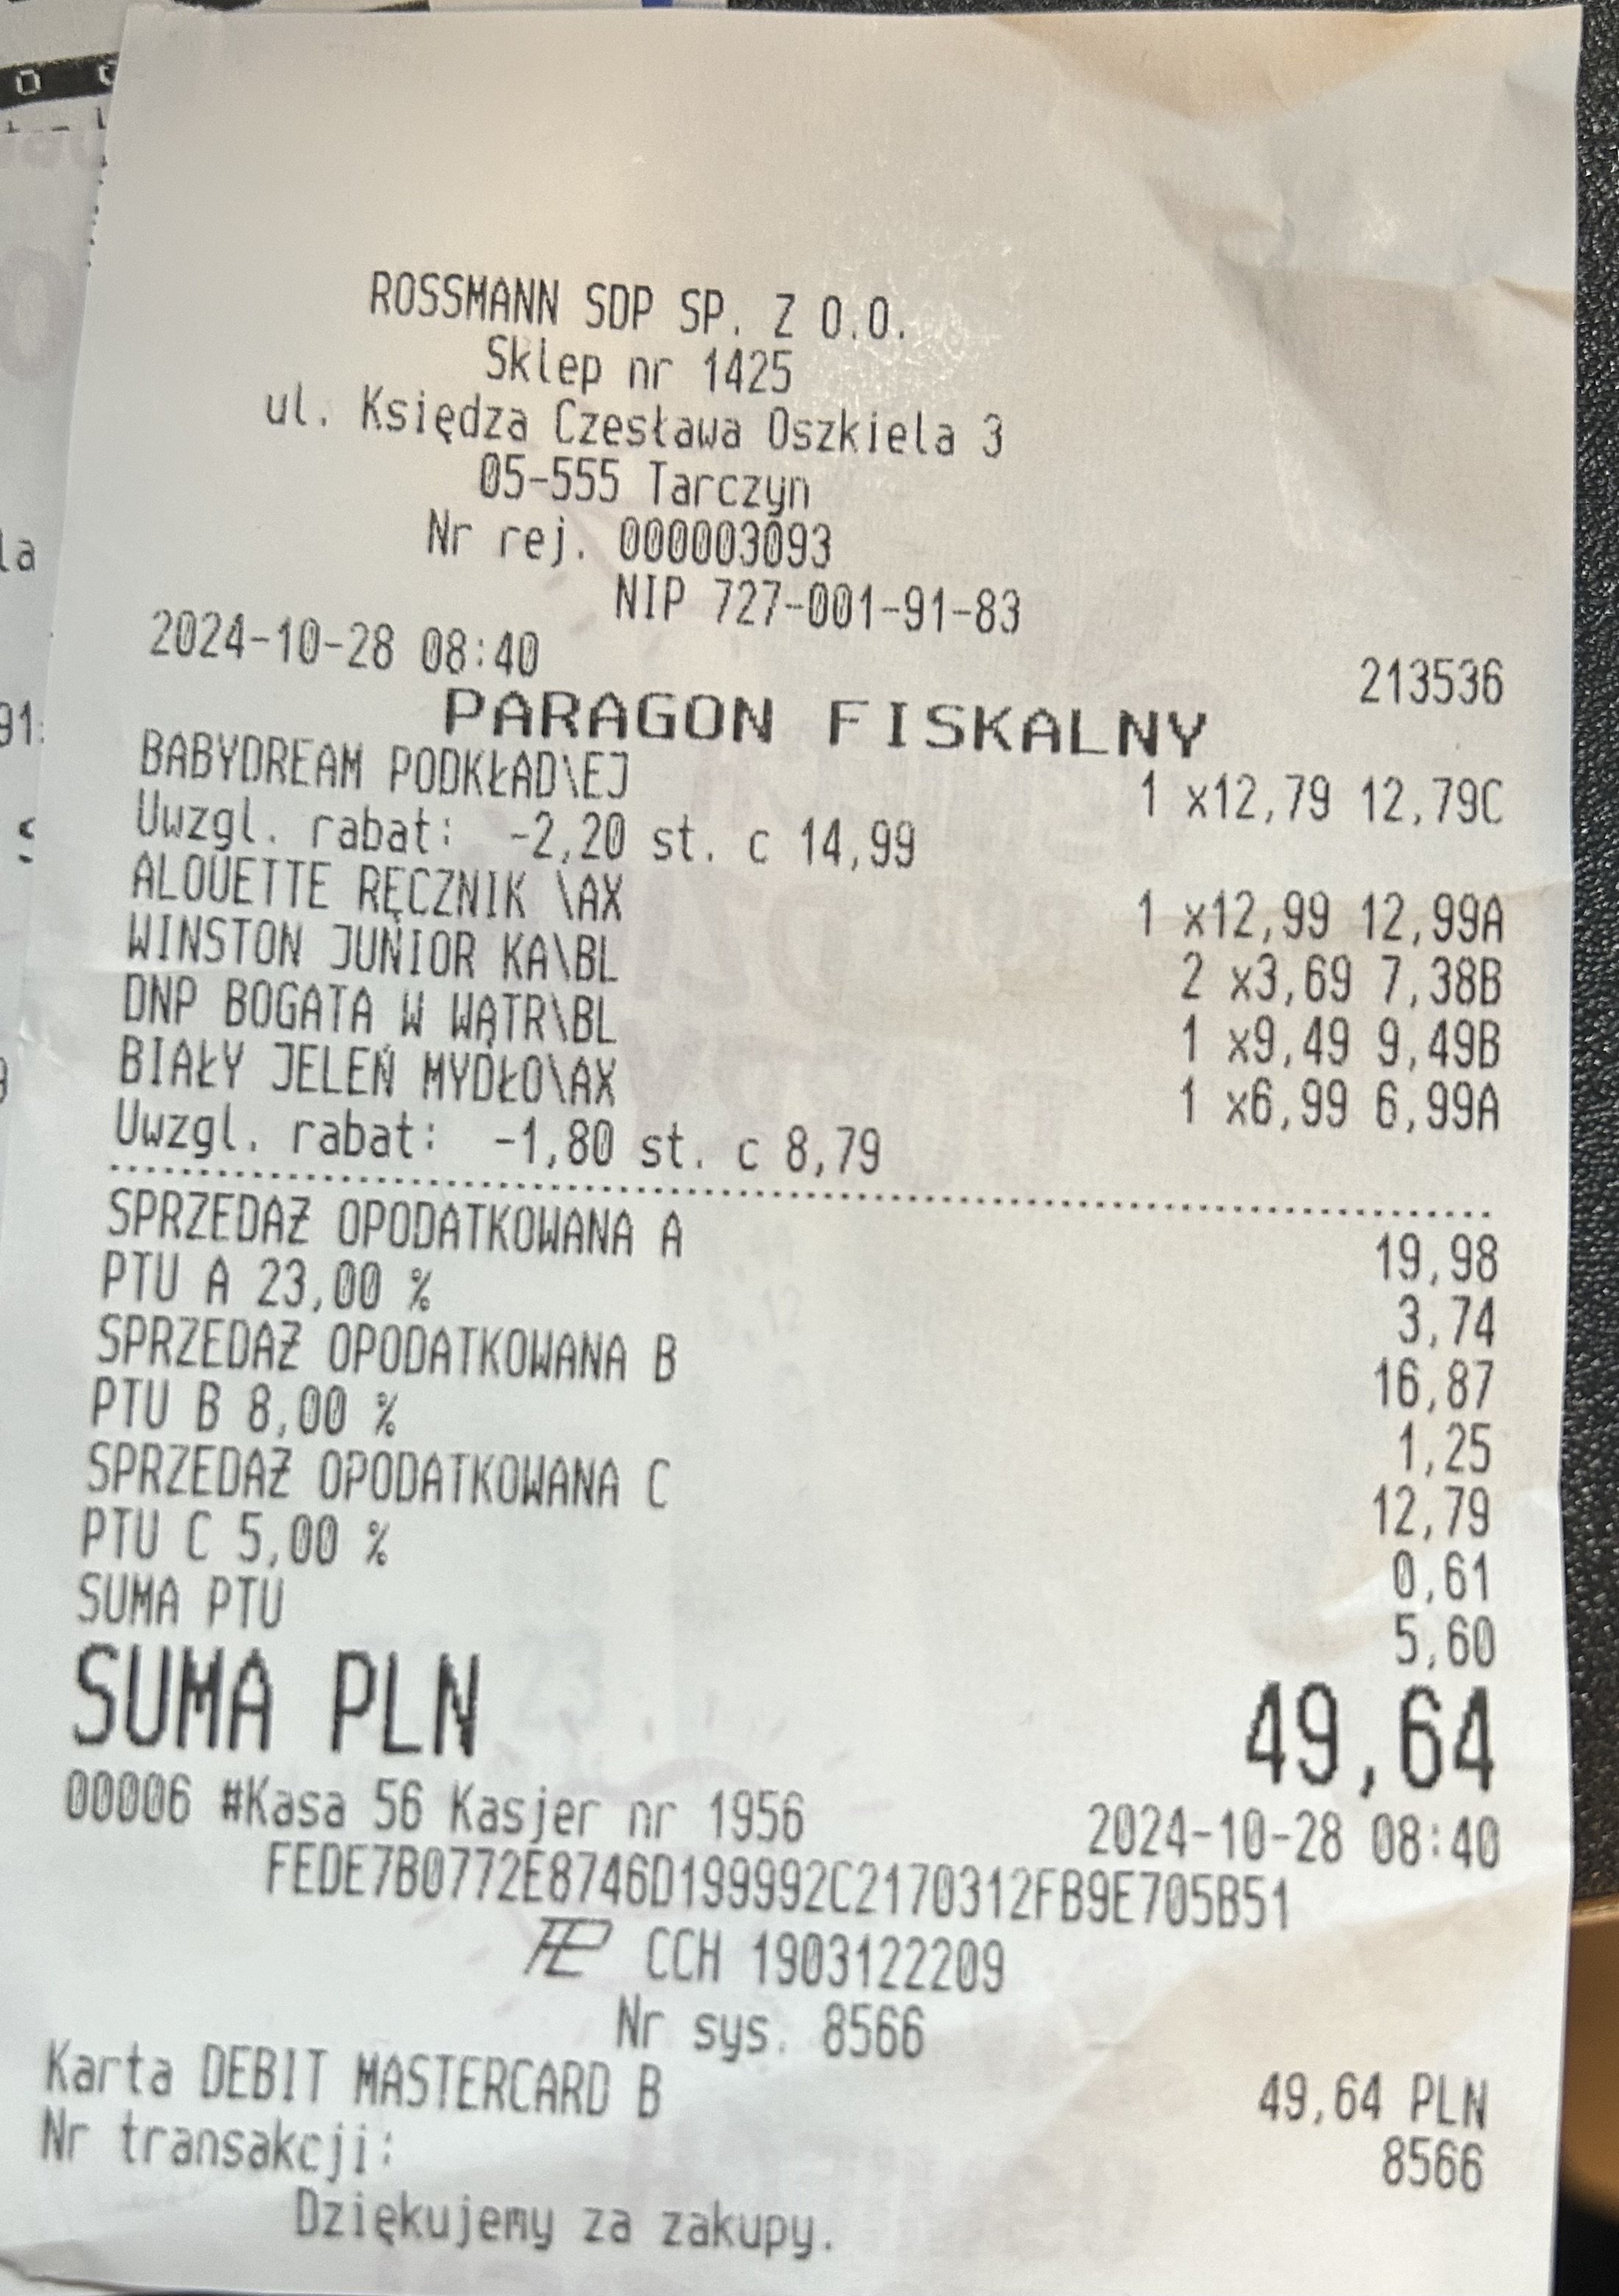 ROSSMANN SDP SP. Z O.O.
Sklep nr 1425
ul. Księdza Czesława Oszkiela 3
05-555 Tarczyn
Nr rej. 000003093
NIP 727-001-91-83
2024-10-28 08:40 213536
PARAGON FISKALNY
BABYDREAM PODKŁAD\EJ 1 x12,79 12,79C
Uwzgl. rabat: -2,20 st. c 14,99
ALOUETTE RĘCZNIK \AX 1 x12,99 12,99A
WINSTON JUNIOR KA\BL 2 x3,69 7,38B
DNP BOGATA W WĄTR\BL 1 x9,49 9,49B
BIAŁY JELEŃ MYDŁO\AX 1 x6,99 6,99A
Uwzgl. rabat: -1,80 st. c 8,79
SPRZEDAŻ OPODATKOWANA A 19,98
PTU A 23,00 % 3,74
SPRZEDAŻ OPODATKOWANA B 16,87
PTU B 8,00 % 1,25
SPRZEDAŻ OPODATKOWANA C 12,79
PTU C 5,00 % 0,61
SUMA PTU 5,60
SUMA PLN 49,64
00006 #Kasa 56 Kasjer nr 1956 2024-10-28 08:40
FEDE7B0772E8746D199992C2170312FB9E705B51
CCH 1903122209
Nr sys. 8566
Karta DEBIT MASTERCARD B 49,64 PLN
Nr transakcji: 8566
Dziękujemy za zakupy.